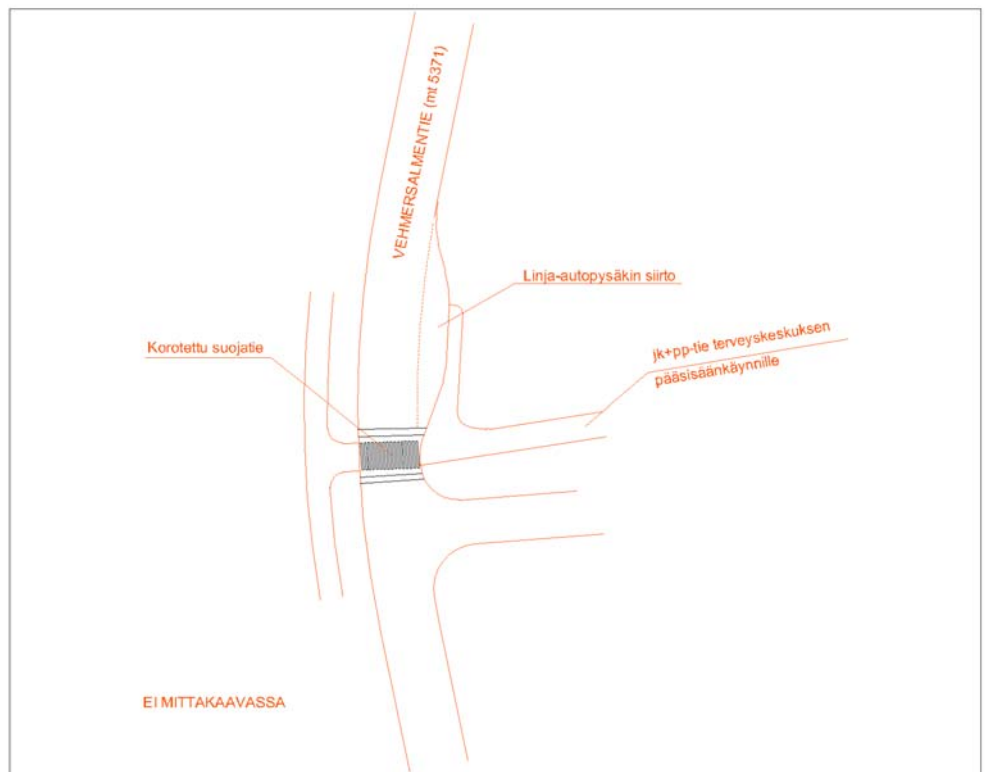 VEHMERSALMENTIE (mt 5371)
Linja-autopysäkin siirto
Korotettu suojatie
jk+pp-tie terveyskeskuksen
pääsisäänkäynnille
EI MITTAKAAVASSA